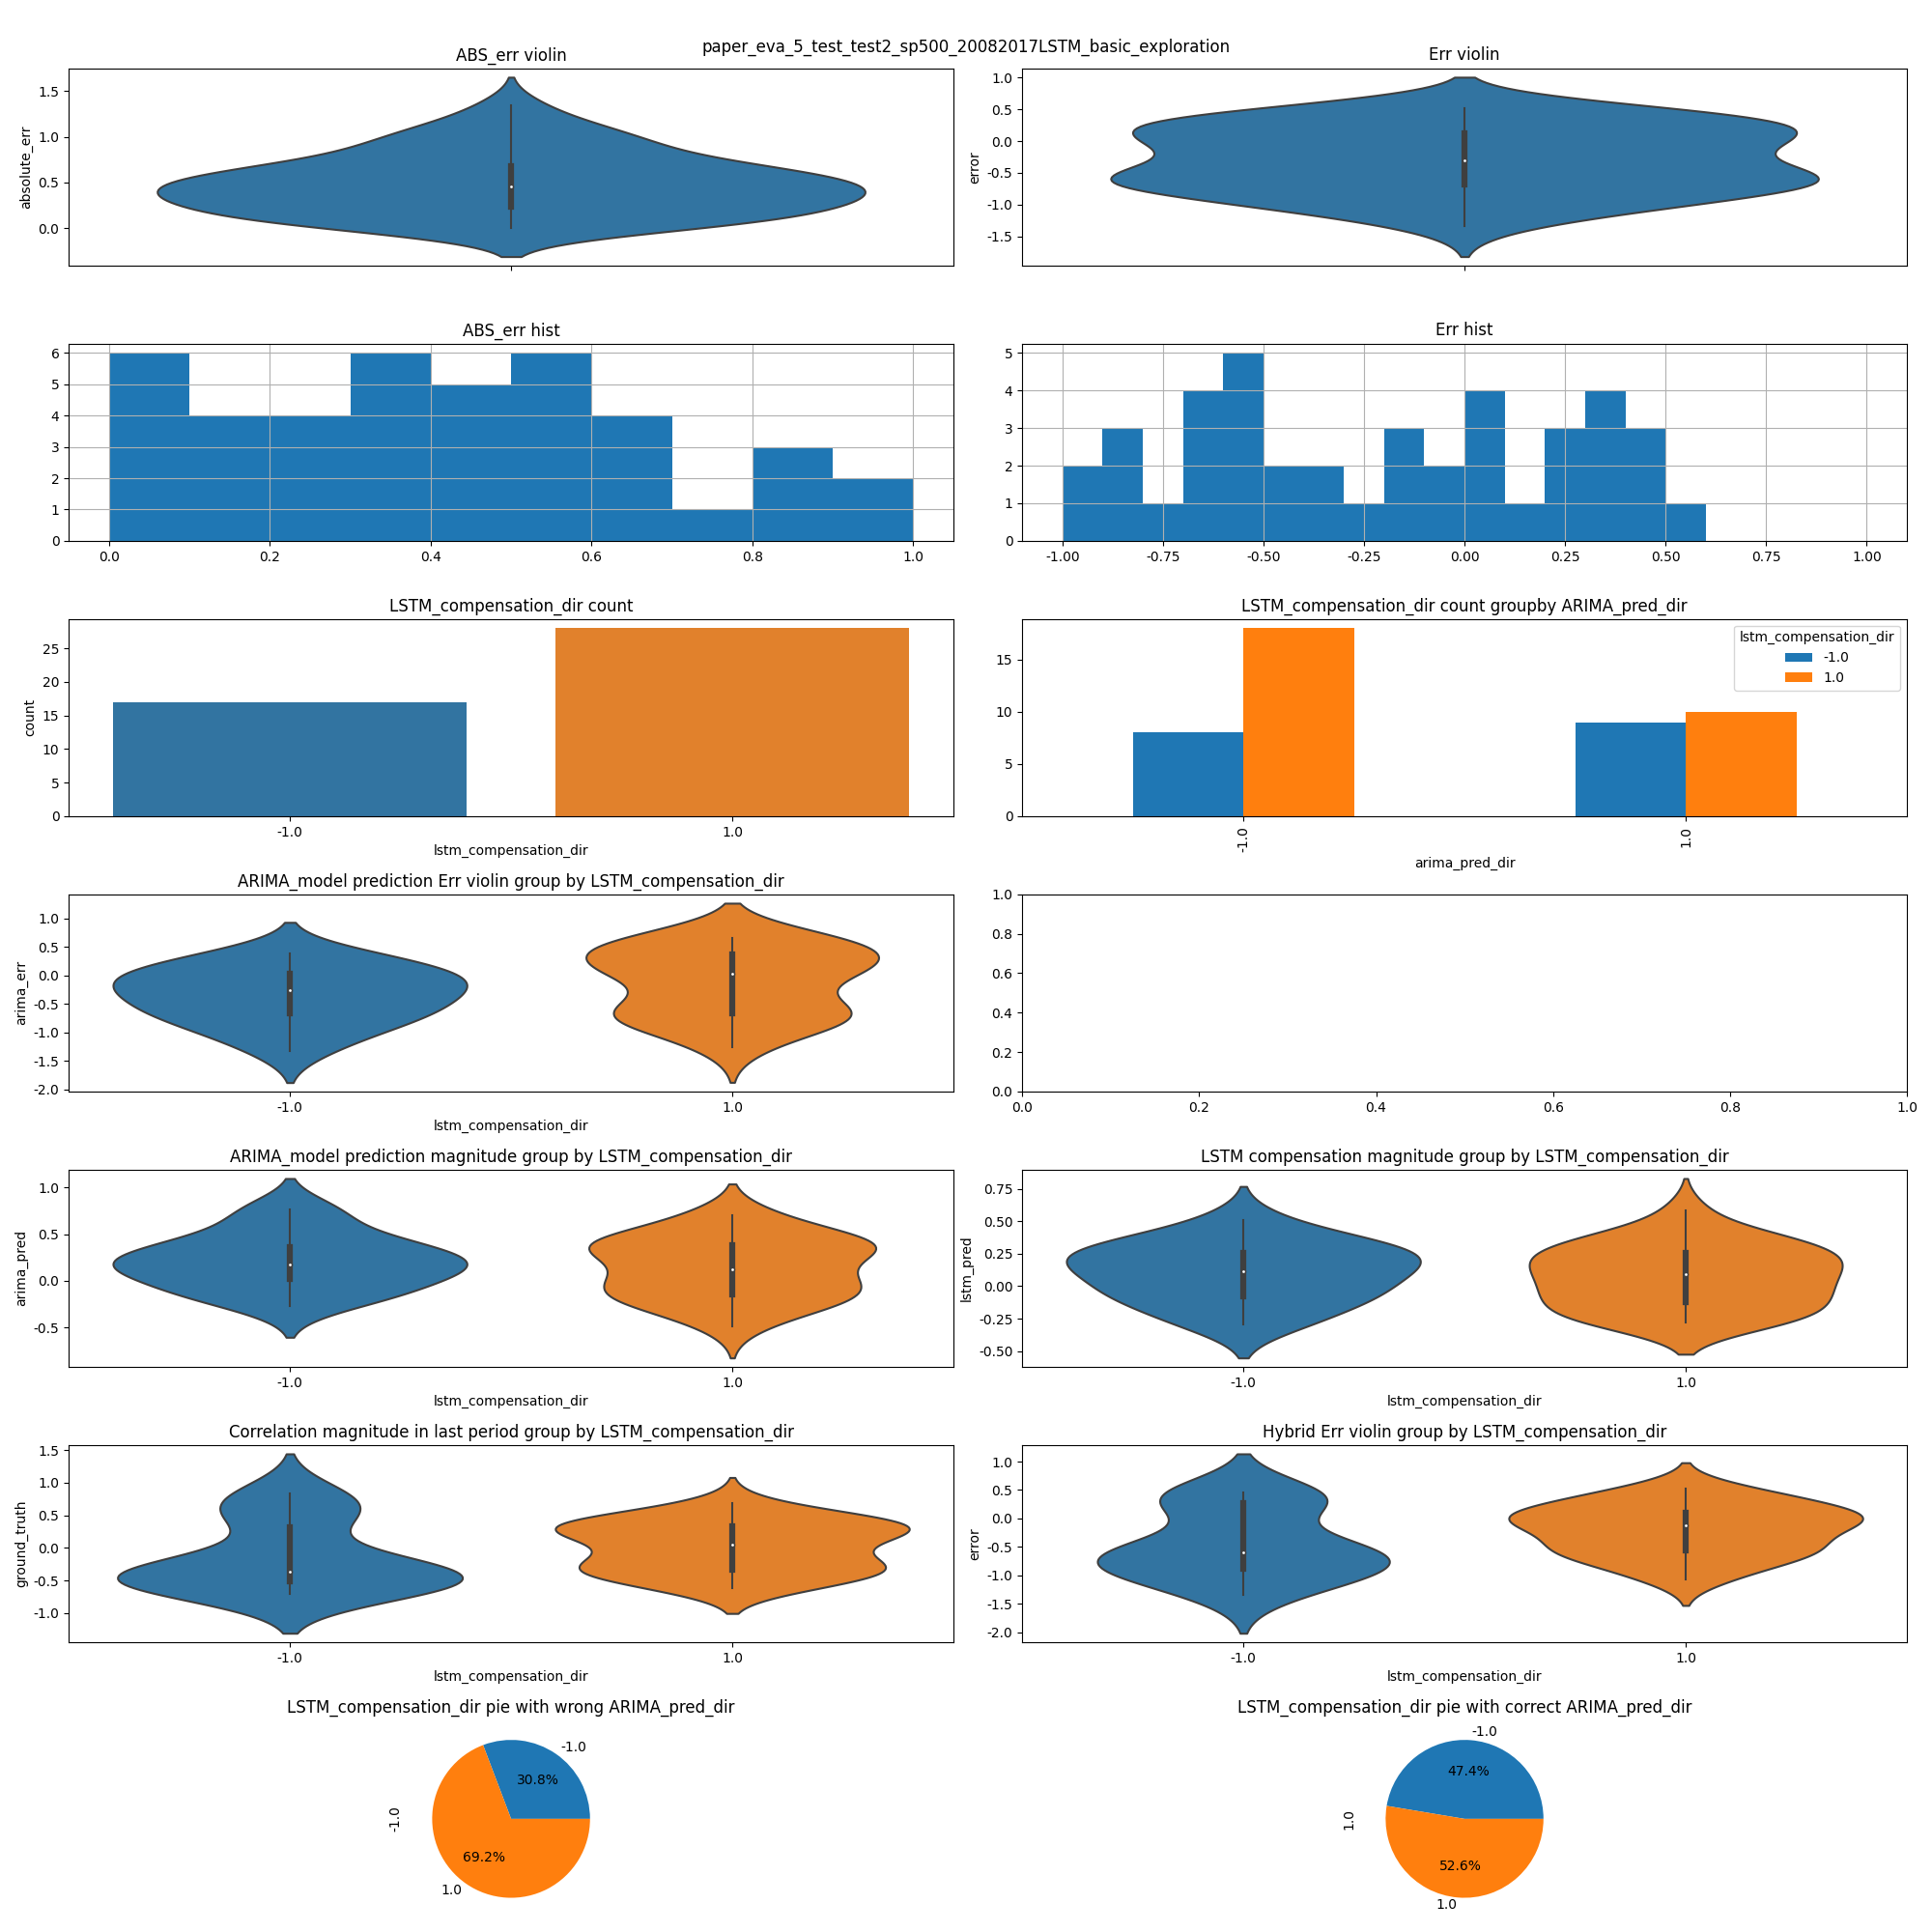 paper_eva_5_test_test2_sp500_20082017LSTM_basic_exploration
ABS_err violin
absolute_err
1.5
1.0
0.5
0.0
Err violin
error
1.0
0.5
0.0
-0.5
-1.0
-1.5
ABS_err hist
6
5
4
3
2
1
0
0.0 0.2 0.4 0.6 0.8 1.0
Err hist
5
4
3
2
1
0
-1.00 -0.75 -0.50 -0.25 0.00 0.25 0.50 0.75 1.00
LSTM_compensation_dir count
count
25
20
15
10
5
0
-1.0 1.0
lstm_compensation_dir
LSTM_compensation_dir count groupby ARIMA_pred_dir
15
10
5
0
lstm_compensation_dir
-1.0
1.0
-1.0 1.0
arima_pred_dir
ARIMA_model prediction Err violin group by LSTM_compensation_dir
arima_err
1.0
0.5
0.0
-0.5
-1.0
-1.5
-2.0
-1.0 1.0
lstm_compensation_dir
1.0
0.8
0.6
0.4
0.2
0.0
0.0 0.2 0.4 0.6 0.8 1.0
ARIMA_model prediction magnitude group by LSTM_compensation_dir
arima_pred
1.0
0.5
0.0
-0.5
-1.0 1.0
lstm_compensation_dir
LSTM compensation magnitude group by LSTM_compensation_dir
lstm_pred
0.75
0.50
0.25
0.00
-0.25
-0.50
-1.0 1.0
lstm_compensation_dir
Correlation magnitude in last period group by LSTM_compensation_dir
ground_truth
1.5
1.0
0.5
0.0
-0.5
-1.0
-1.0 1.0
lstm_compensation_dir
Hybrid Err violin group by LSTM_compensation_dir
error
1.0
0.5
0.0
-0.5
-1.0
-1.5
-2.0
-1.0 1.0
lstm_compensation_dir
LSTM_compensation_dir pie with wrong ARIMA_pred_dir
-1.0
-1.0
30.8%
69.2%
1.0
LSTM_compensation_dir pie with correct ARIMA_pred_dir
1.0
-1.0
47.4%
52.6%
1.0